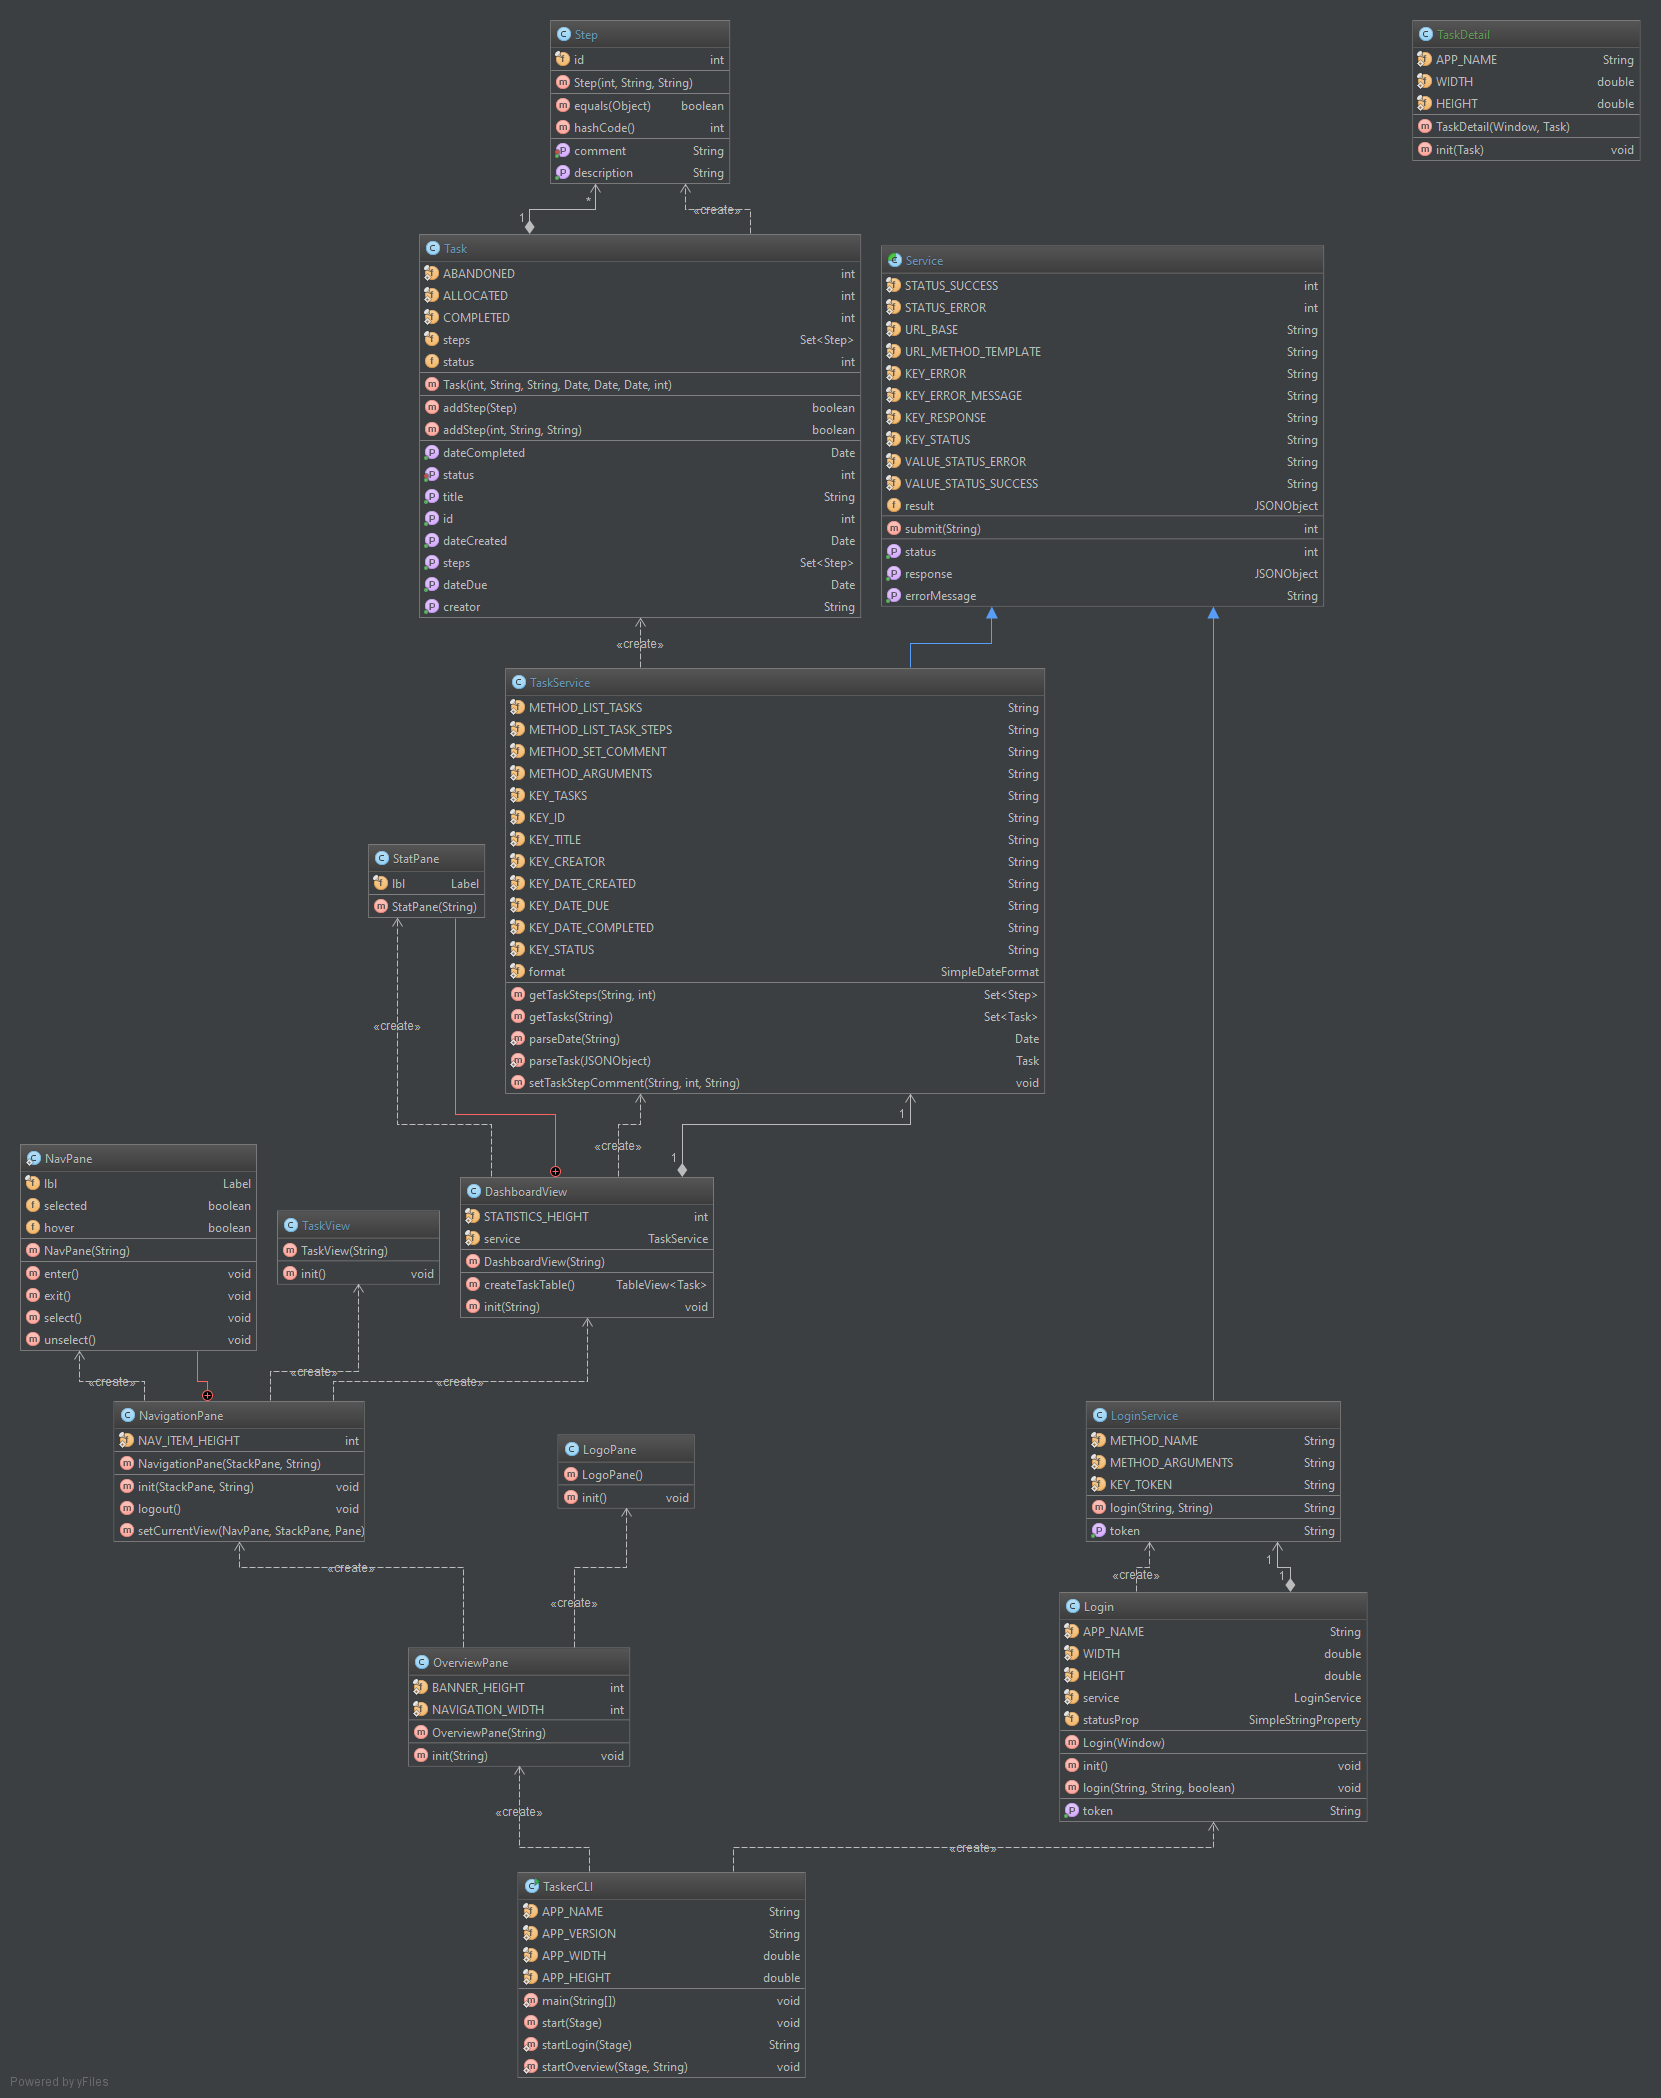 Step
id int
Step(int, String, String)
equals(Object) boolean
hashCode() int
comment String
description String
TaskDetail
APP_NAME String
WIDTH double
HEIGHT double
TaskDetail(Window, Task)
init(Task) void
*
1
«create»
Task
ABANDONED int
ALLOCATED int
COMPLETED int
steps Set<Step>
status int
Task(int, String, String, Date, Date, Date, int)
addStep(Step) boolean
addStep(int, String, String) boolean
dateCompleted Date
status int
title String
id int
dateCreated Date
steps Set<Step>
dateDue Date
creator String
Service
STATUS_SUCCESS int
STATUS_ERROR int
URL_BASE String
URL_METHOD_TEMPLATE String
KEY_ERROR String
KEY_ERROR_MESSAGE String
KEY_RESPONSE String
KEY_STATUS String
VALUE_STATUS_ERROR String
VALUE_STATUS_SUCCESS String
result JSONObject
submit(String) int
status int
response JSONObject
errorMessage String
«create»
TaskService
METHOD_LIST_TASKS String
METHOD_LIST_TASK_STEPS String
METHOD_SET_COMMENT String
METHOD_ARGUMENTS String
KEY_TASKS String
KEY_ID String
KEY_TITLE String
KEY_CREATOR String
KEY_DATE_CREATED String
KEY_DATE_DUE String
KEY_DATE_COMPLETED String
KEY_STATUS String
format SimpleDateFormat
getTaskSteps(String, int) Set<Step>
getTasks(String) Set<Task>
parseDate(String) Date
parseTask(JSONObject) Task
setTaskStepComment(String, int, String) void
StatPane
lbl Label
StatPane(String)
«create»
1
«create»
1
NavPane
lbl Label
selected boolean
hover boolean
NavPane(String)
enter() void
exit() void
select() void
unselect() void
TaskView
TaskView(String)
init() void
DashboardView
STATISTICS_HEIGHT int
service TaskService
DashboardView(String)
createTaskTable() TableView<Task>
init(String) void
«create»
«create»
«create»
NavigationPane
NAV_ITEM_HEIGHT int
NavigationPane(StackPane, String)
init(StackPane, String) void
logout() void
setCurrentView(NavPane, StackPane, Pane)
LogoPane
LogoPane()
init() void
LoginService
METHOD_NAME String
METHOD_ARGUMENTS String
KEY_TOKEN String
login(String, String) String
token String
«create»
«create»
«create»
1
1
Login
APP_NAME String
WIDTH double
HEIGHT double
service LoginService
statusProp SimpleStringProperty
Login(Window)
init() void
login(String, String, boolean) void
token String
OverviewPane
BANNER_HEIGHT int
NAVIGATION_WIDTH int
OverviewPane(String)
init(String) void
«create»
«create»
TaskerCLI
APP_NAME String
APP_VERSION String
APP_WIDTH double
APP_HEIGHT double
main(String[]) void
start(Stage) void
startLogin(Stage) String
startOverview(Stage, String) void
Powered by yFiles